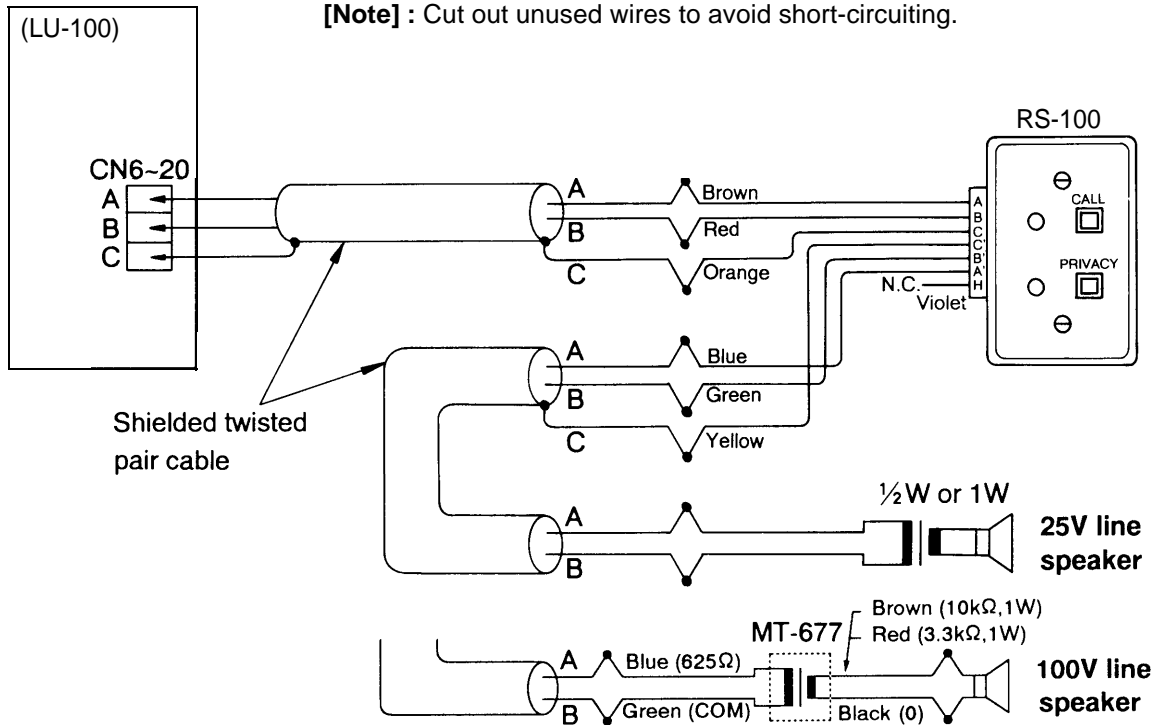 [Note] : Cut out unused wires to avoid short-circuiting.
(LU-100)
RS-100
CN6~20
A
B
C
A
B
C
Brown
Red
Orange
A
B
C
C'
B'
A'
H
CALL
PRIVACY
N.C.
Violet
A
B
C
Blue
Green
Yellow
Shielded twisted
pair cable
½W or 1W
A
B
25V line
speaker
Brown (10kΩ,1W)
MT-677
Red (3.3kΩ,1W)
A
B
Blue (625Ω)
Green (COM)
Black (0)
100V line
speaker